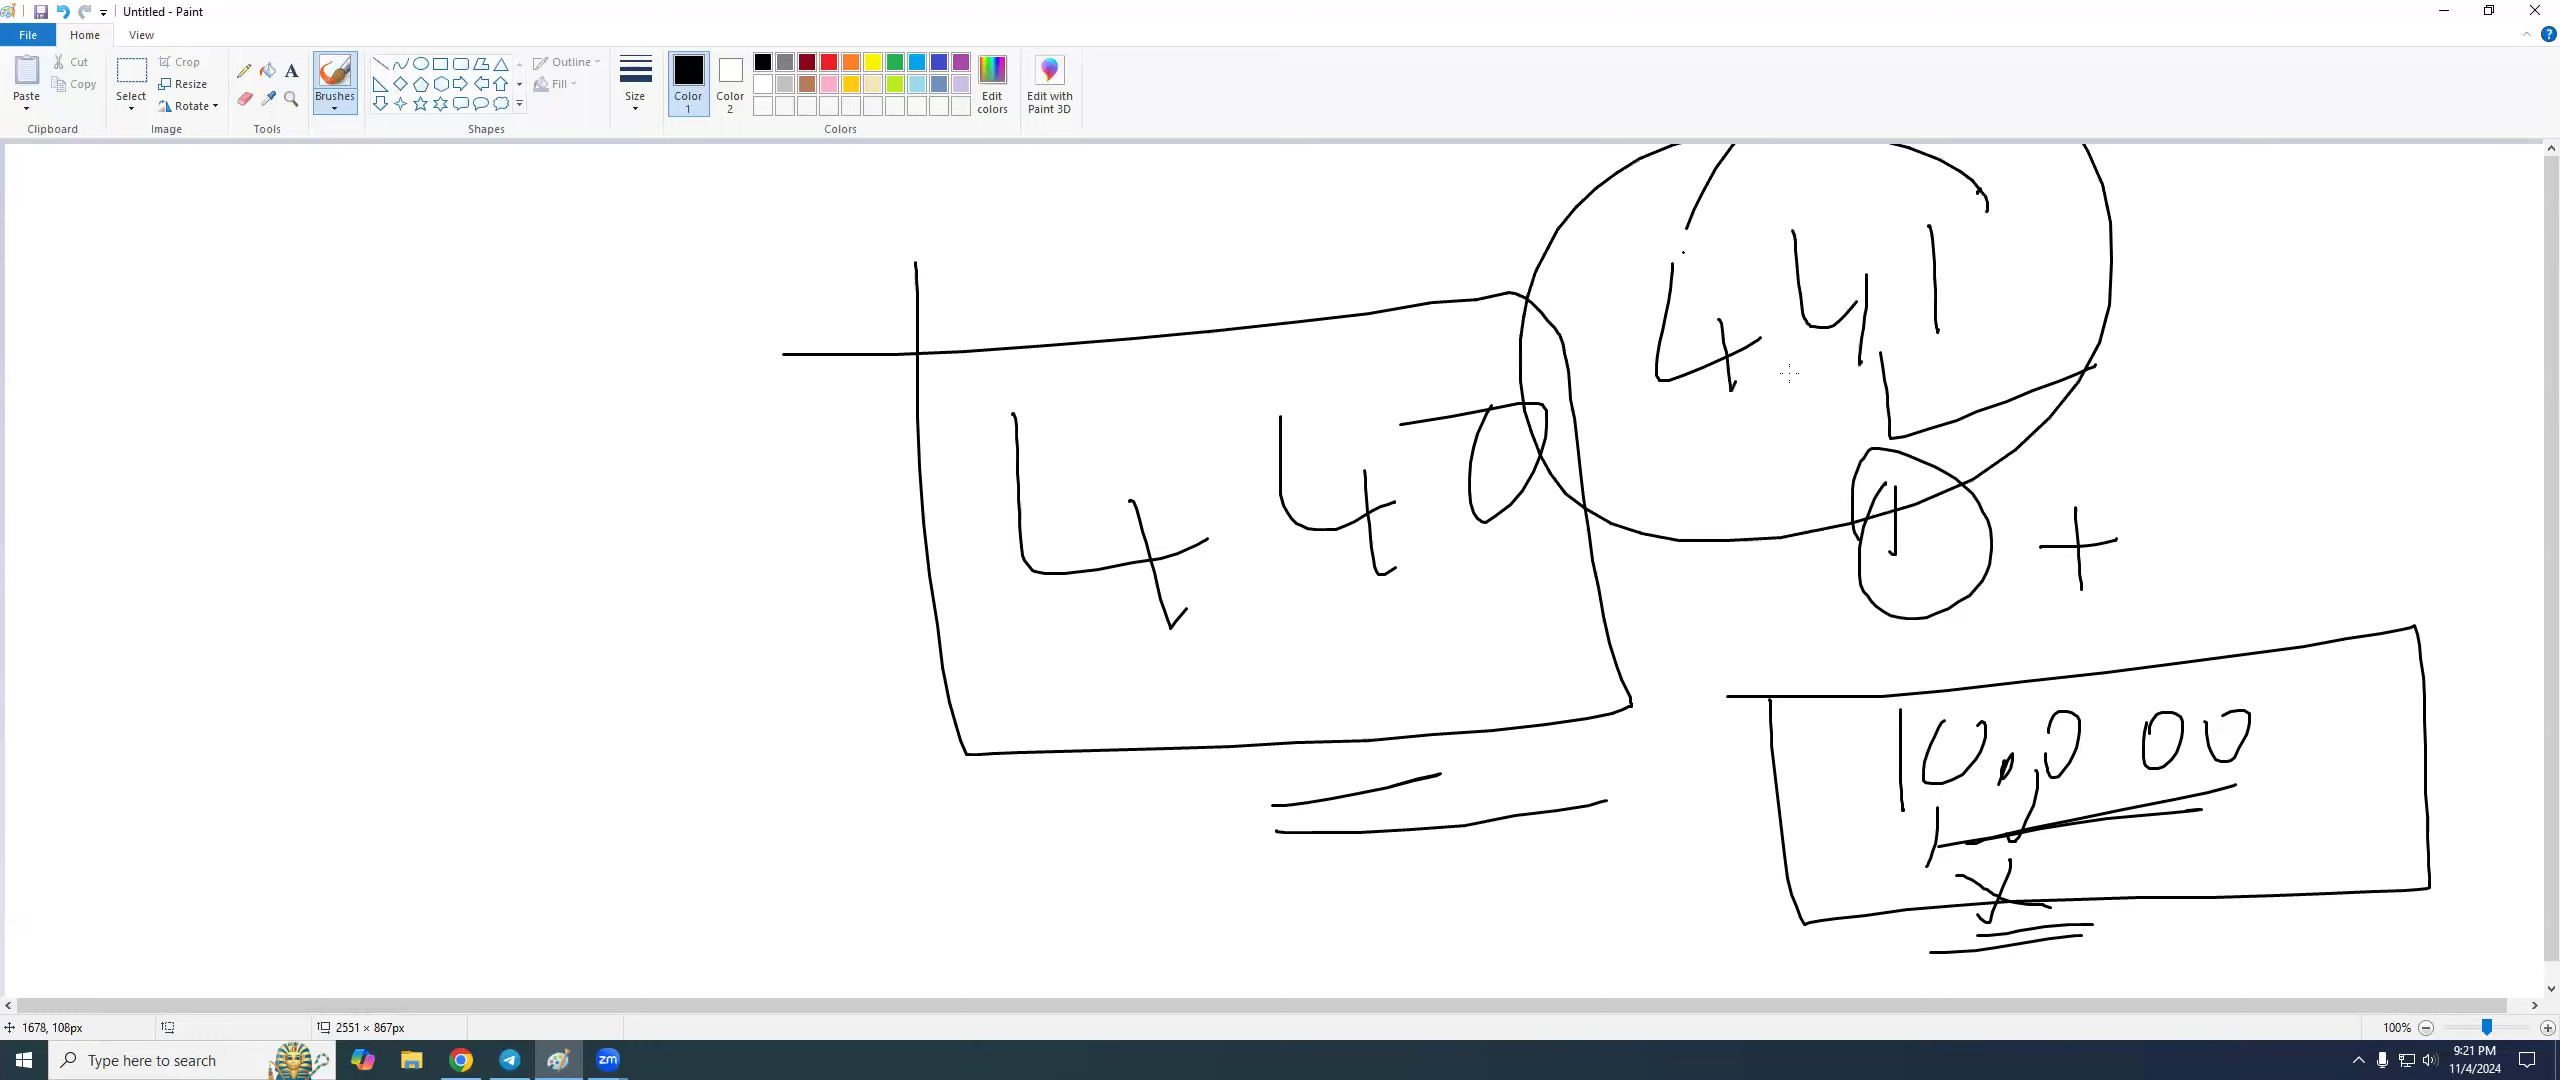 Untitled - Paint
File Home View
Paste Cut Copy Select Crop Resize Rotate Brushes Outline Fill Size Color 1 Color 2 Edit colors Edit with Paint 3D
Clipboard Image Tools Shapes Colors
441
440
1 +
10,000
x
1678, 108px 2551 × 867px 100%
Type here to search zm 9:21 PM
11/4/2024